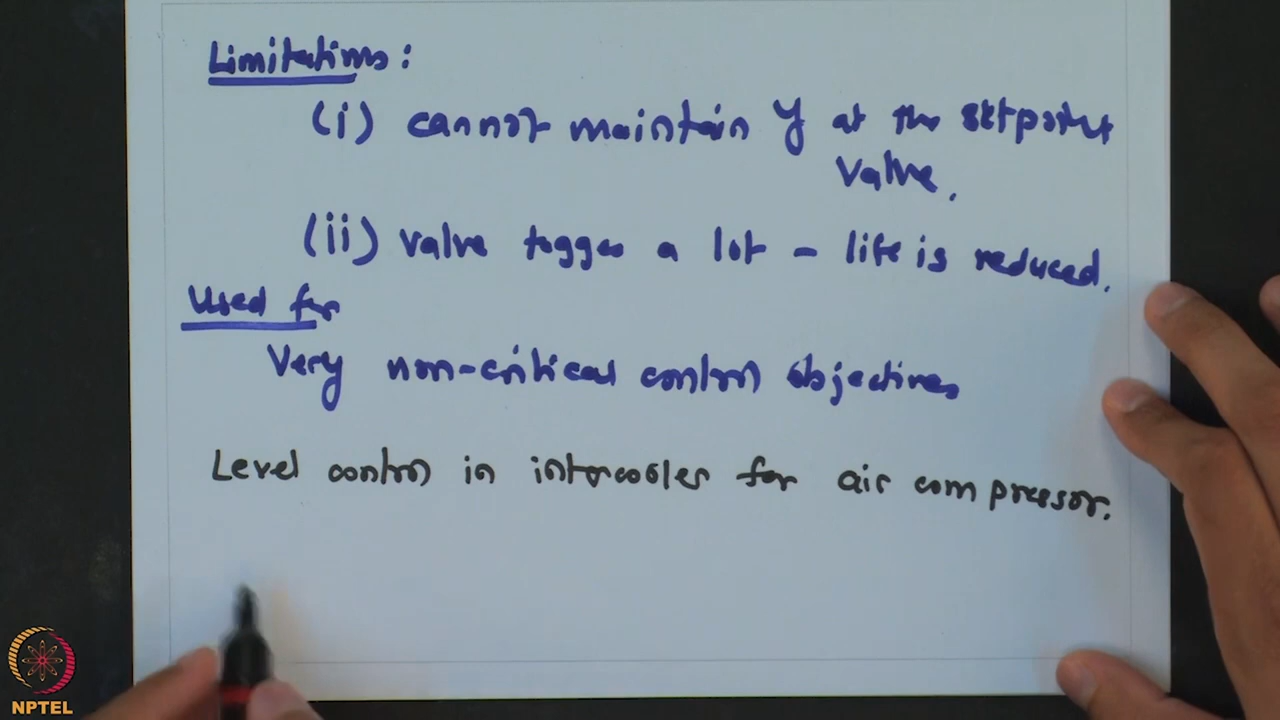 Limitations:
(i) cannot maintain y at the setpoint
value.
(ii) valve togges a lot - life is reduced.
Used for
Very non-critical control objectives
Level control in intercooler for air compressor.
NPTEL